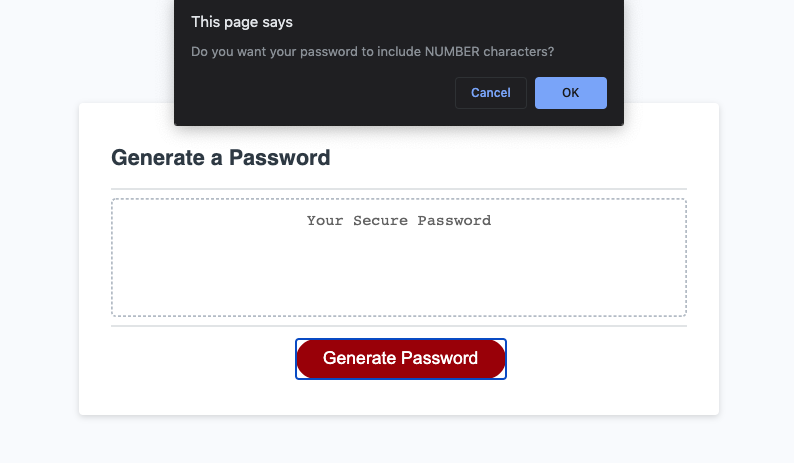 This page says
Do you want your password to include NUMBER characters?
Cancel
OK
Generate a Password
Your Secure Password
Generate Password